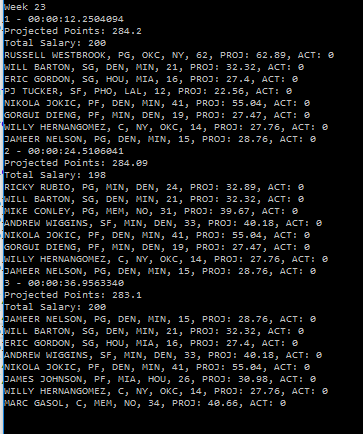 Week 23
1 - 00:00:12.2504094
Projected Points: 284.2
Total Salary: 200
RUSSELL WESTBROOK, PG, OKC, NY, 62, PROJ: 62.89, ACT: 0
WILL BARTON, SG, DEN, MIN, 21, PROJ: 32.32, ACT: 0
ERIC GORDON, SG, HOU, MIA, 16, PROJ: 27.4, ACT: 0
PJ TUCKER, SF, PHO, LAL, 12, PROJ: 22.56, ACT: 0
NIKOLA JOKIC, PF, DEN, MIN, 41, PROJ: 55.04, ACT: 0
GORGUI DIENG, PF, MIN, DEN, 19, PROJ: 27.47, ACT: 0
WILLY HERNANGOMEZ, C, NY, OKC, 14, PROJ: 27.76, ACT: 0
JAMEER NELSON, PG, DEN, MIN, 15, PROJ: 28.76, ACT: 0
2 - 00:00:24.5106041
Projected Points: 284.09
Total Salary: 198
RICKY RUBIO, PG, MIN, DEN, 24, PROJ: 32.89, ACT: 0
WILL BARTON, SG, DEN, MIN, 21, PROJ: 32.32, ACT: 0
MIKE CONLEY, PG, MEM, NO, 31, PROJ: 39.67, ACT: 0
ANDREW WIGGINS, SF, MIN, DEN, 33, PROJ: 40.18, ACT: 0
NIKOLA JOKIC, PF, DEN, MIN, 41, PROJ: 55.04, ACT: 0
GORGUI DIENG, PF, MIN, DEN, 19, PROJ: 27.47, ACT: 0
WILLY HERNANGOMEZ, C, NY, OKC, 14, PROJ: 27.76, ACT: 0
JAMEER NELSON, PG, DEN, MIN, 15, PROJ: 28.76, ACT: 0
3 - 00:00:36.9563340
Projected Points: 283.1
Total Salary: 200
JAMEER NELSON, PG, DEN, MIN, 15, PROJ: 28.76, ACT: 0
WILL BARTON, SG, DEN, MIN, 21, PROJ: 32.32, ACT: 0
ERIC GORDON, SG, HOU, MIA, 16, PROJ: 27.4, ACT: 0
ANDREW WIGGINS, SF, MIN, DEN, 33, PROJ: 40.18, ACT: 0
NIKOLA JOKIC, PF, DEN, MIN, 41, PROJ: 55.04, ACT: 0
JAMES JOHNSON, PF, MIA, HOU, 26, PROJ: 30.98, ACT: 0
WILLY HERNANGOMEZ, C, NY, OKC, 14, PROJ: 27.76, ACT: 0
MARC GASOL, C, MEM, NO, 34, PROJ: 40.66, ACT: 0